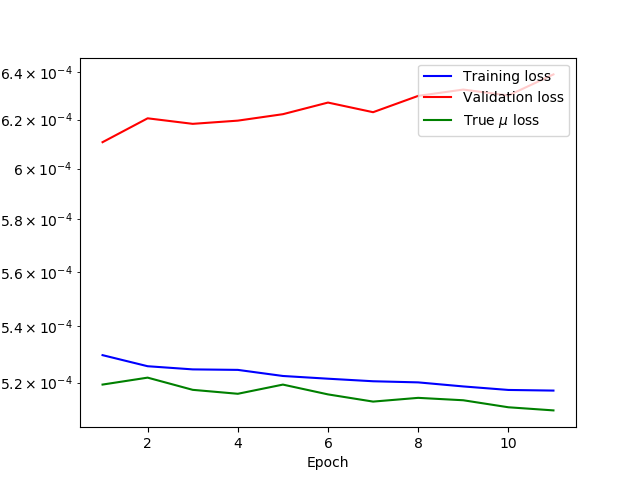 6.4 × 10⁻⁴
6.2 × 10⁻⁴
6 × 10⁻⁴
5.8 × 10⁻⁴
5.6 × 10⁻⁴
5.4 × 10⁻⁴
5.2 × 10⁻⁴
Training loss
Validation loss
True μ loss
2 4 6 8 10
Epoch